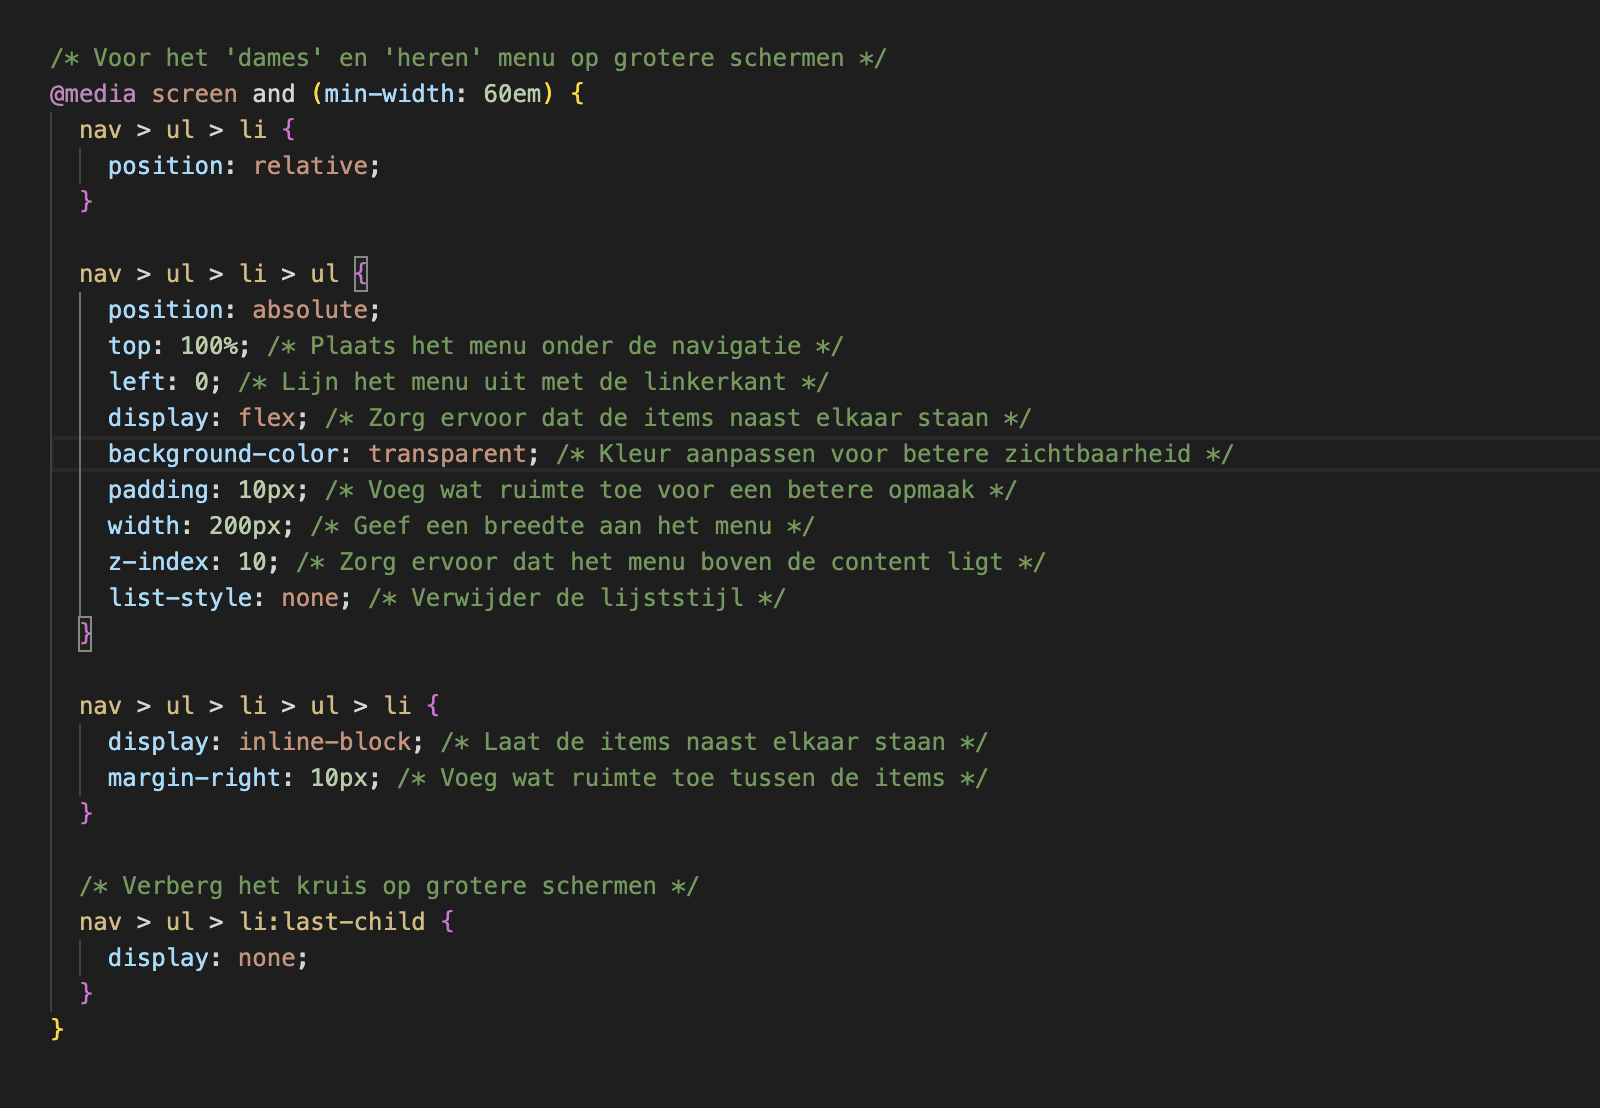 /* Voor het 'dames' en 'heren' menu op grotere schermen */
@media screen and (min-width: 60em) {
  nav > ul > li {
    position: relative;
  }

  nav > ul > li > ul {
    position: absolute;
    top: 100%; /* Plaats het menu onder de navigatie */
    left: 0; /* Lijn het menu uit met de linkerkant */
    display: flex; /* Zorg ervoor dat de items naast elkaar staan */
    background-color: transparent; /* Kleur aanpassen voor betere zichtbaarheid */
    padding: 10px; /* Voeg wat ruimte toe voor een betere opmaak */
    width: 200px; /* Geef een breedte aan het menu */
    z-index: 10; /* Zorg ervoor dat het menu boven de content ligt */
    list-style: none; /* Verwijder de lijststijl */
  }

  nav > ul > li > ul > li {
    display: inline-block; /* Laat de items naast elkaar staan */
    margin-right: 10px; /* Voeg wat ruimte toe tussen de items */
  }

  /* Verberg het kruis op grotere schermen */
  nav > ul > li:last-child {
    display: none;
  }
}